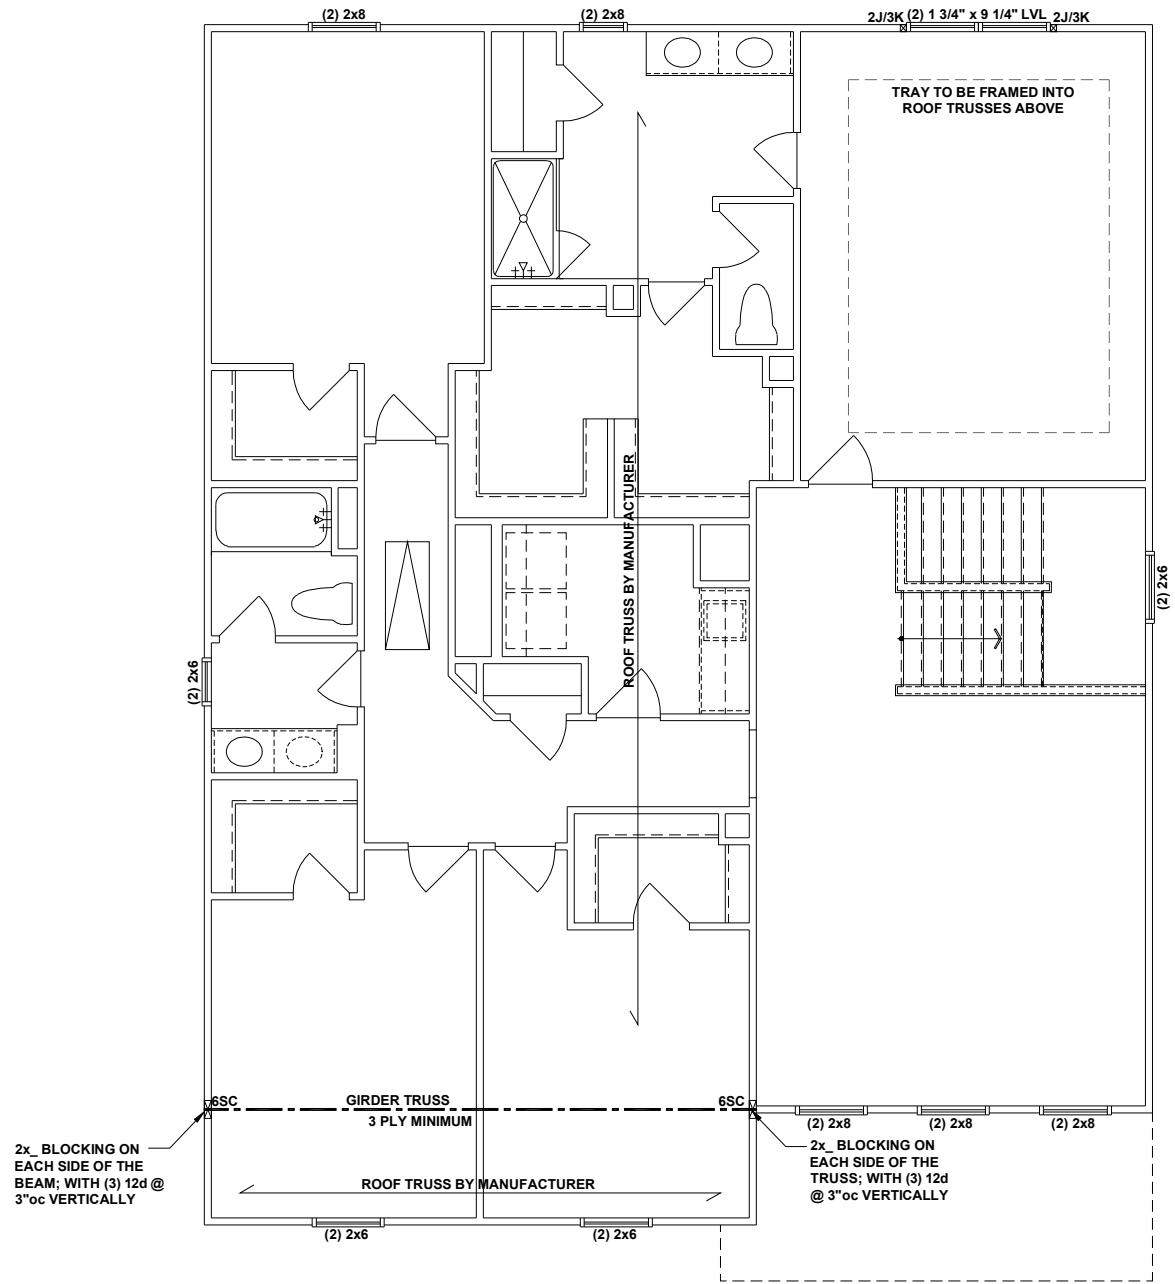 (2) 2x8
(2) 2x8
2J/3K
(2) 1 3/4" x 9 1/4" LVL
2J/3K
TRAY TO BE FRAMED INTO
ROOF TRUSSES ABOVE
ROOF TRUSS BY MANUFACTURER
(2) 2x6
(2) 2x6
6SC
GIRDER TRUSS
3 PLY MINIMUM
6SC
(2) 2x8
(2) 2x8
(2) 2x8
2x_ BLOCKING ON
EACH SIDE OF THE
BEAM; WITH (3) 12d @
3"oc VERTICALLY
2x_ BLOCKING ON
EACH SIDE OF THE
TRUSS; WITH (3) 12d
@ 3"oc VERTICALLY
ROOF TRUSS BY MANUFACTURER
(2) 2x6
(2) 2x6